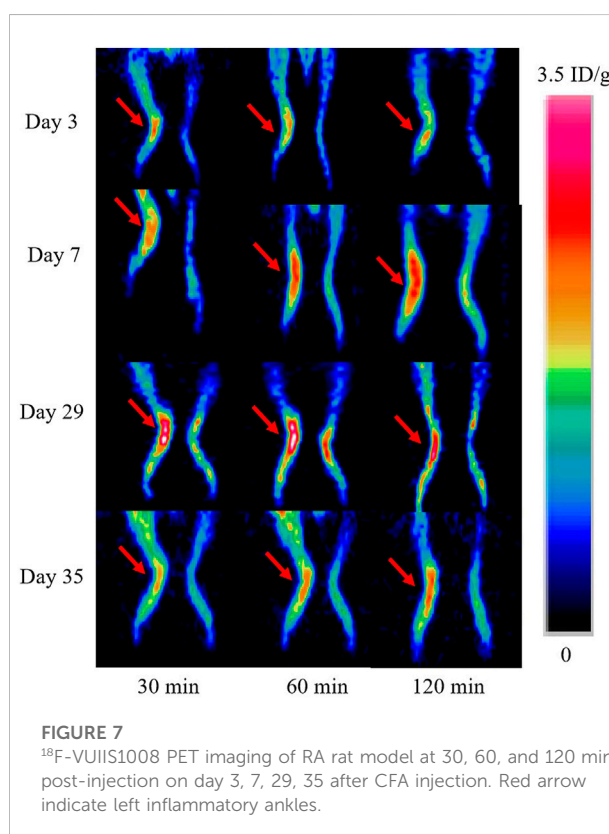 3.5 ID/g
Day 3
Day 7
Day 29
Day 35
0
30 min
60 min
120 min
FIGURE 7
¹⁸F-VUIIS1008 PET imaging of RA rat model at 30, 60, and 120 min
post-injection on day 3, 7, 29, 35 after CFA injection. Red arrow
indicate left inflammatory ankles.